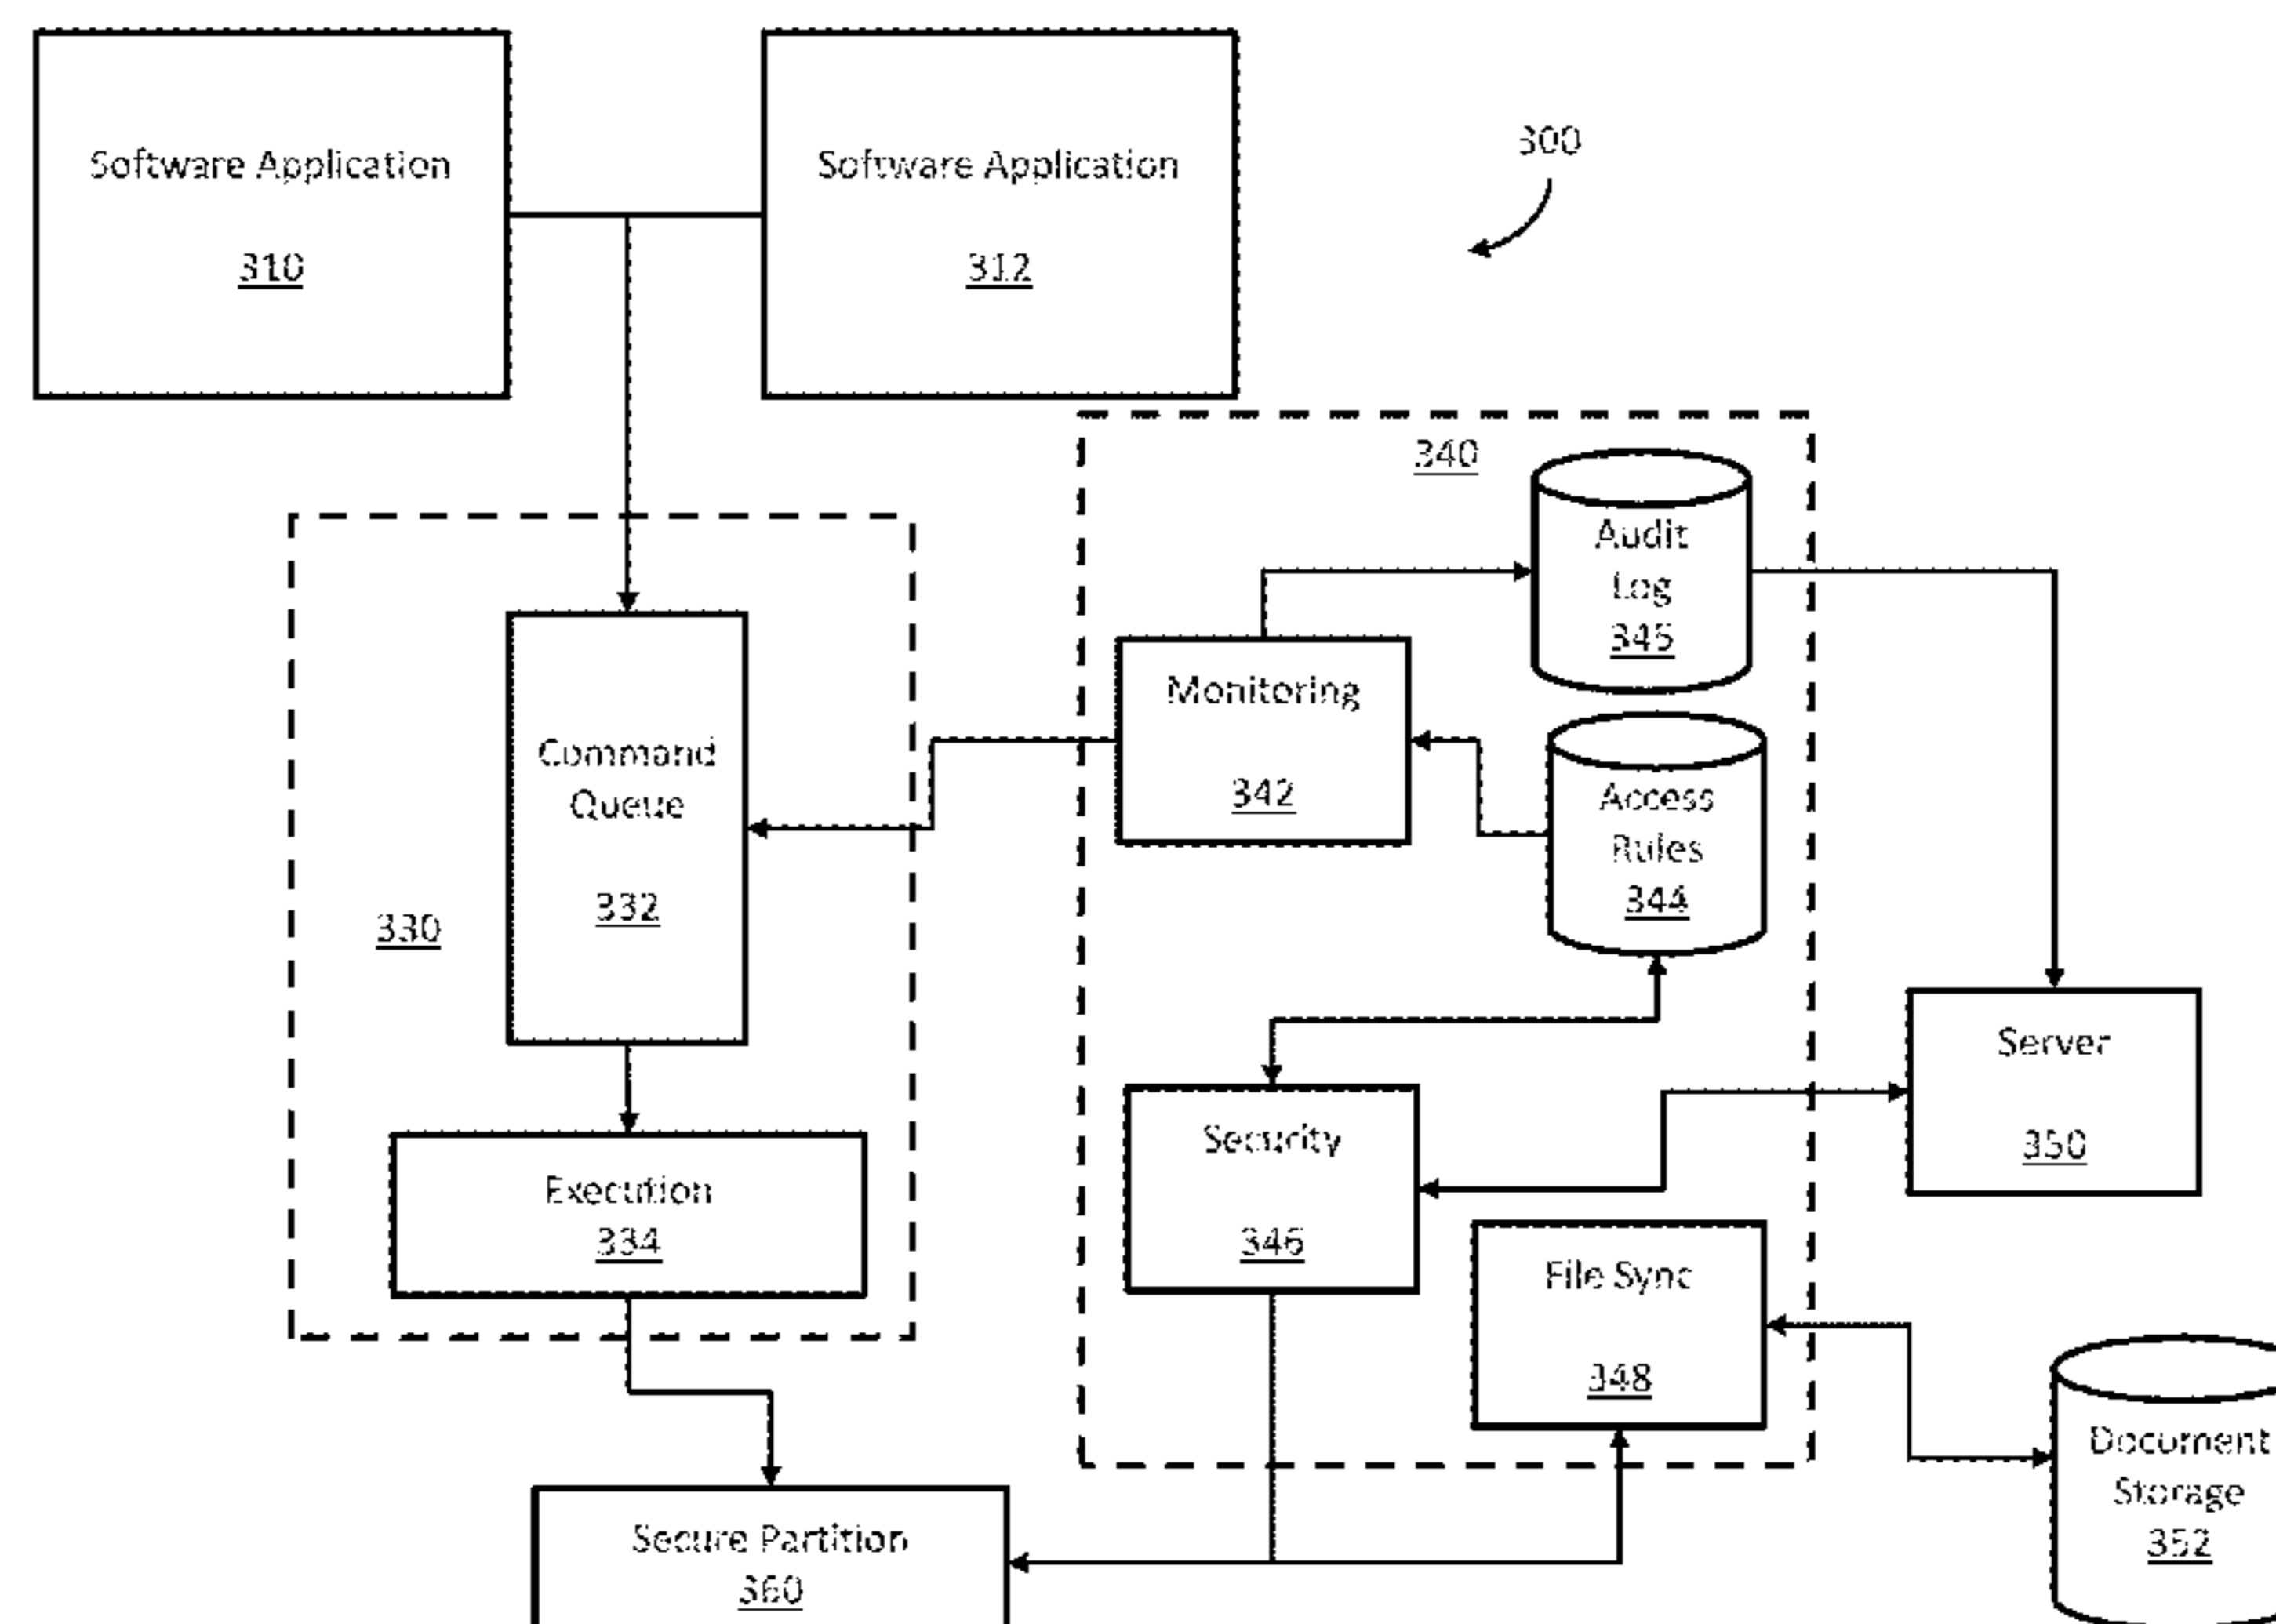 Software Application
310
Software Application
312
300
340
Audit
Log
345
Monitoring
342
Command
Queue
332
Access
Rules
344
330
Server
350
Security
346
Execution
334
File Sync
348
Document
Storage
352
Secure Partition
360